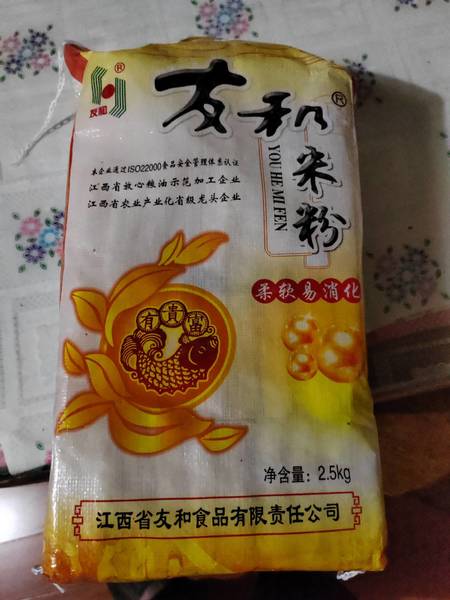 友和®
®
友和
YOU HE MI FEN
米粉
本企业通过ISO22000食品安全管理体系认证
江西省放心粮油示范加工企业
江西省农业产业化省级龙头企业
柔软易消化
有貴富
净含量：2.5kg
江西省友和食品有限责任公司